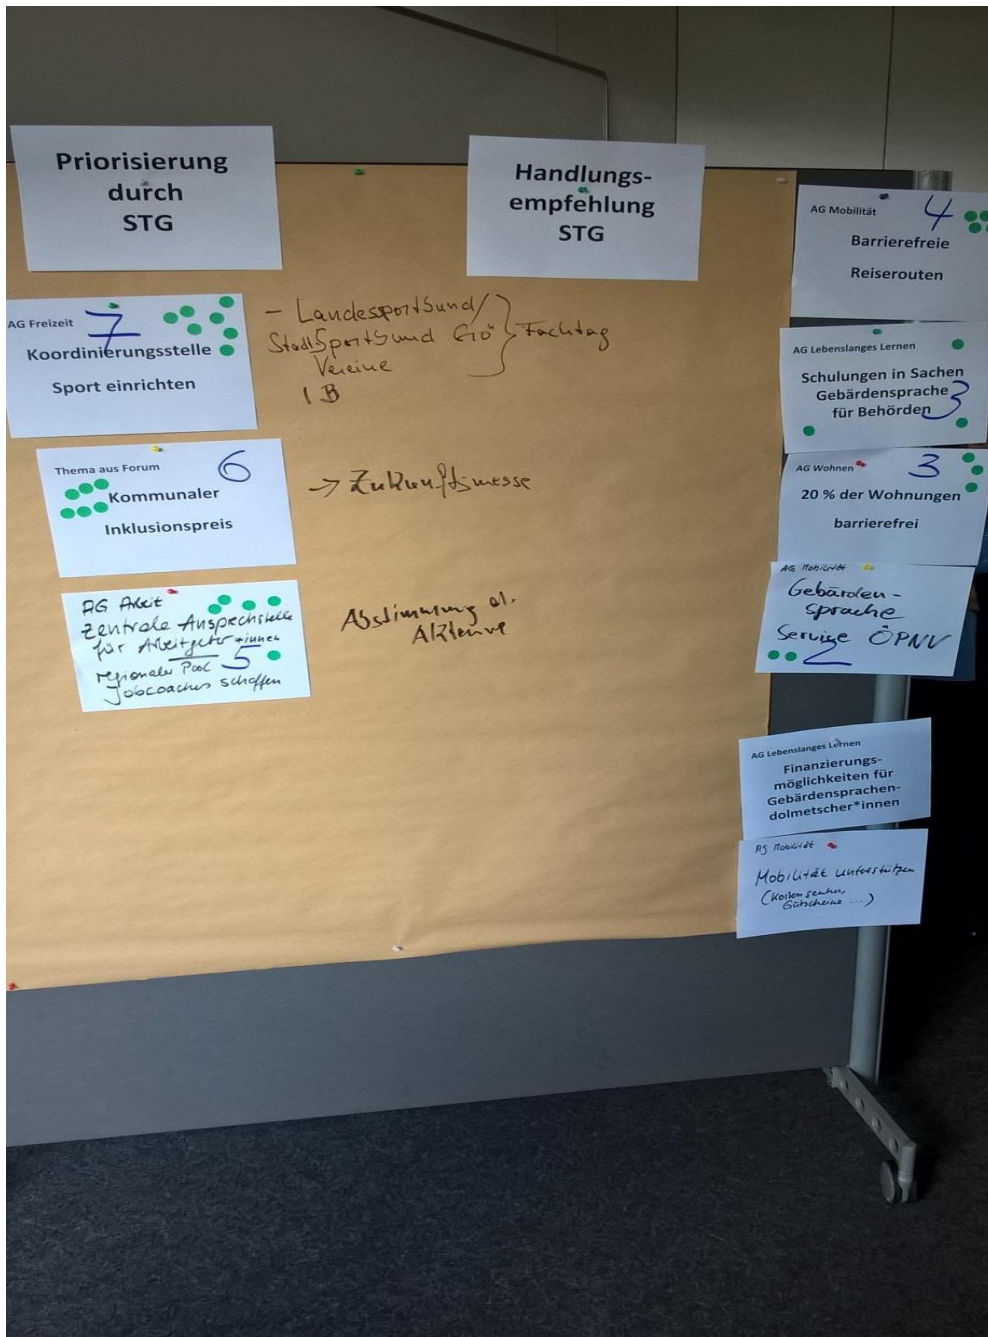 Priorisierung
durch
STG
Handlungs-
empfehlung
STG
AG Freizeit 7
Koordinierungsstelle
Sport einrichten
- Landessportbund/
Stadtsportbund Gö } Fachtag
Vereine
I B
Thema aus Forum 6
Kommunaler
Inklusionspreis
-> Zukunftsmesse
AG Arbeit
Zentrale Ansprechstelle
für Arbeitgeber*innen
regionaler Pool 5
Jobcoaches schaffen
Abstimmung d.
Akteure
AG Mobilität 4
Barrierefreie
Reiserouten
AG Lebenslanges Lernen
Schulungen in Sachen
Gebärdensprache 3
für Behörden
AG Wohnen 3
20 % der Wohnungen
barrierefrei
AG Mobilität
Gebärden-
sprache
Service ÖPNV
2
AG Lebenslanges Lernen
Finanzierungs-
möglichkeiten für
Gebärdensprachen-
dolmetscher*innen
AG Mobilität
Mobilität unterstützen
(Kosten senken,
Gutscheine ...)